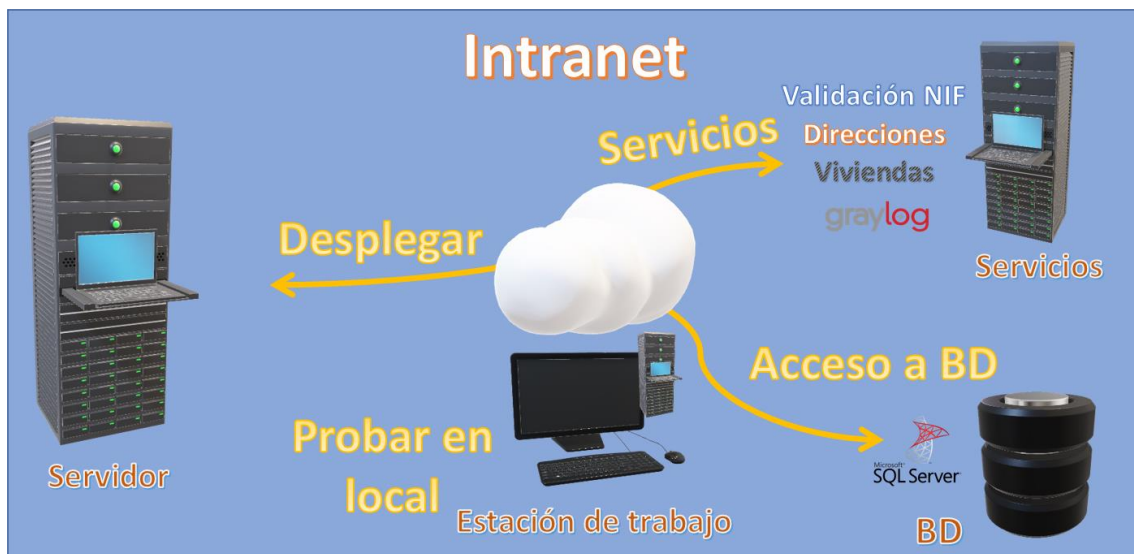 Intranet
Validación NIF
Servicios
Direcciones
Viviendas
graylog
Servicios
Desplegar
Acceso a BD
Probar en
local
Microsoft
SQL Server
Servidor
Estación de trabajo
BD